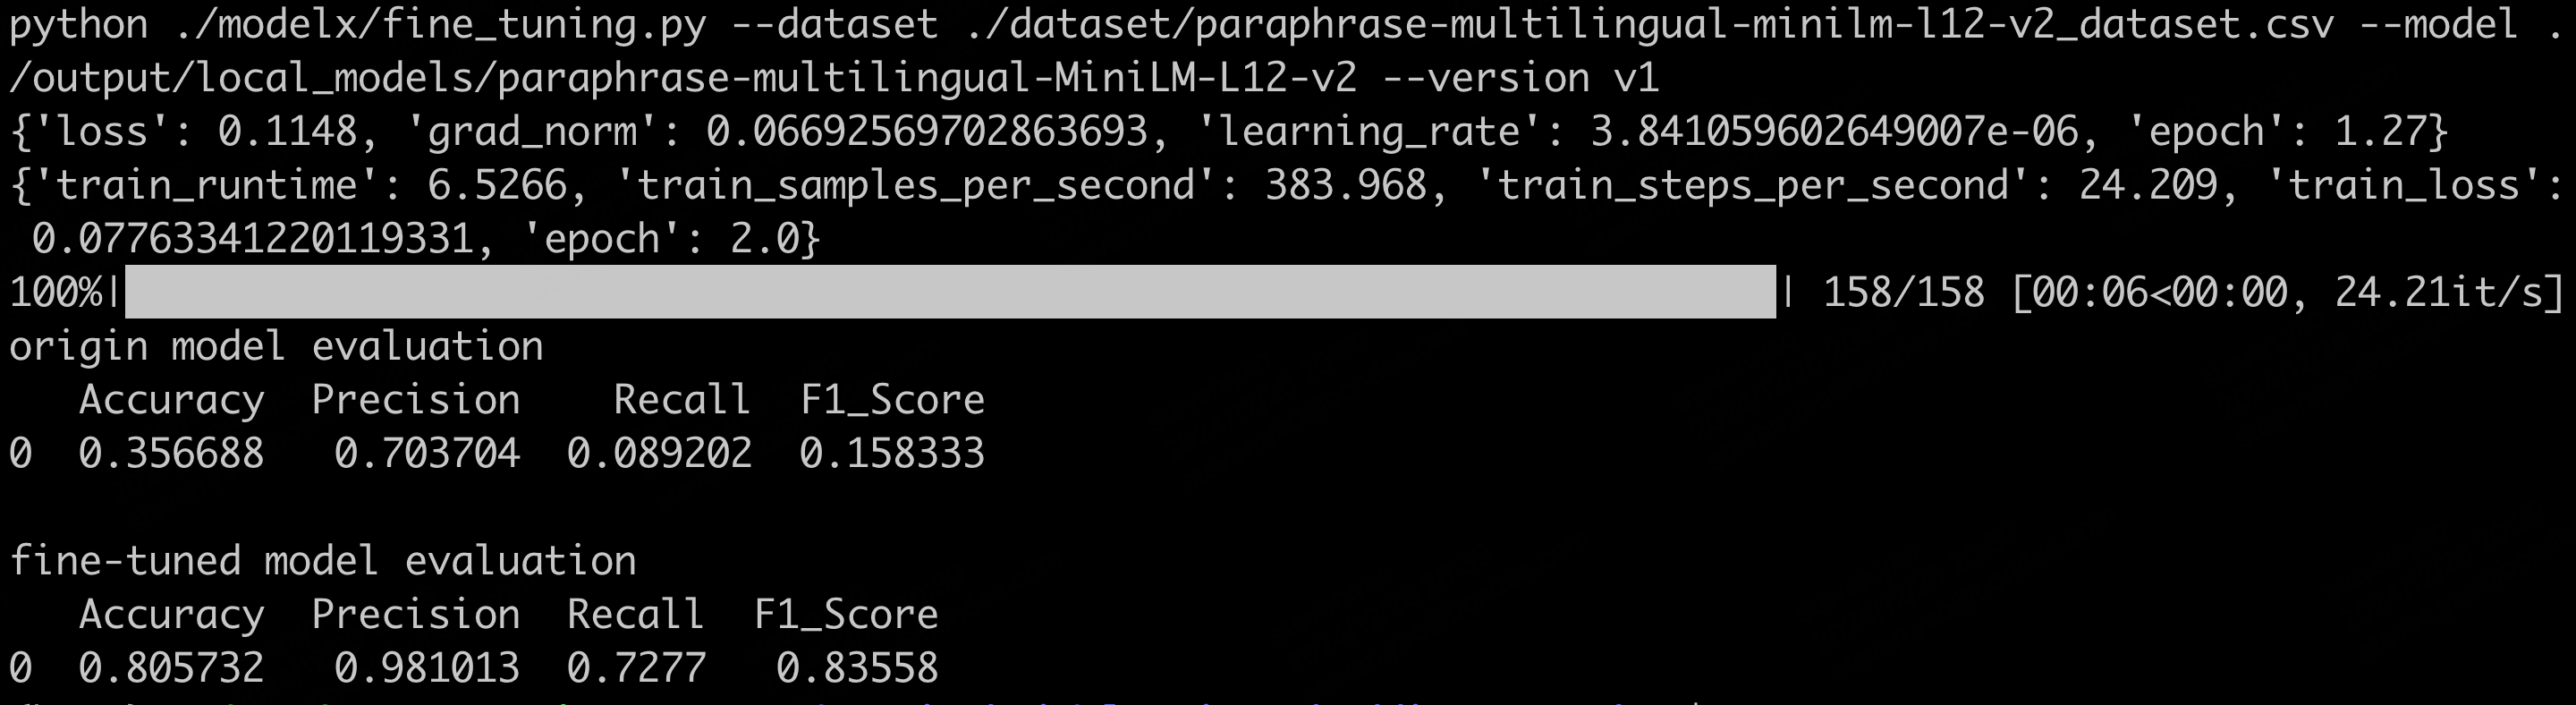 python ./modelx/fine_tuning.py --dataset ./dataset/paraphrase-multilingual-minilm-l12-v2_dataset.csv --model .
/output/local_models/paraphrase-multilingual-MiniLM-L12-v2 --version v1
{'loss': 0.1148, 'grad_norm': 0.06692569702863693, 'learning_rate': 3.841059602649007e-06, 'epoch': 1.27}
{'train_runtime': 6.5266, 'train_samples_per_second': 383.968, 'train_steps_per_second': 24.209, 'train_loss':
 0.07763341220119331, 'epoch': 2.0}
100%|| 158/158 [00:06<00:00, 24.21it/s]
origin model evaluation
   Accuracy  Precision    Recall  F1_Score
0  0.356688   0.703704  0.089202  0.158333
fine-tuned model evaluation
   Accuracy  Precision  Recall  F1_Score
0  0.805732   0.981013  0.7277   0.83558